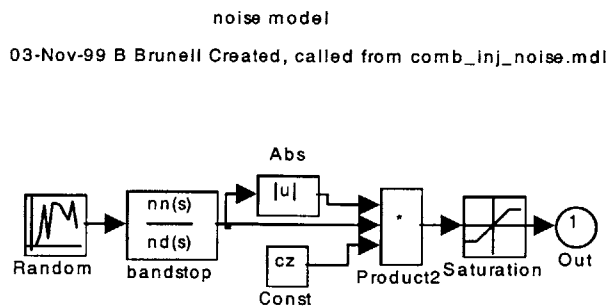 noise model
03-Nov-99 B Brunell Created, called from comb_inj_noise.mdl
Abs
|u|
nn(s)
nd(s)
*
1
cz
Random
bandstop
Const
Product2
Saturation
Out